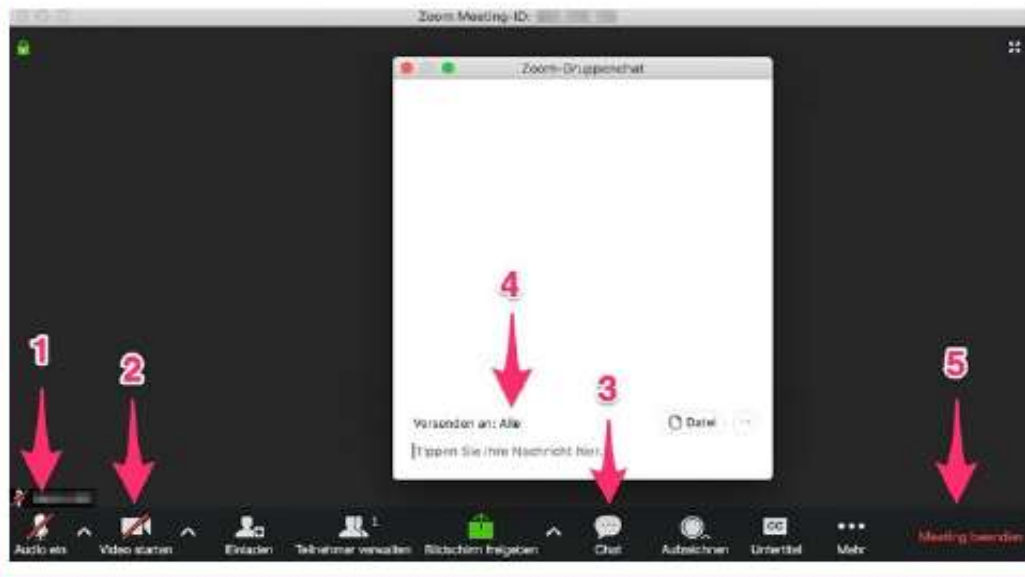 Zoom Meeting-ID:
Zoom-Gruppenchat
4
1
2
3
5
Versenden an: Alle
Datei
Tippen Sie Ihre Nachricht hier...
Audio ein
Video starten
Einladen
Teilnehmer verwalten
1
Bildschirm freigeben
Chat
Aufzeichnen
CC
Untertitel
Mehr
Meeting beenden